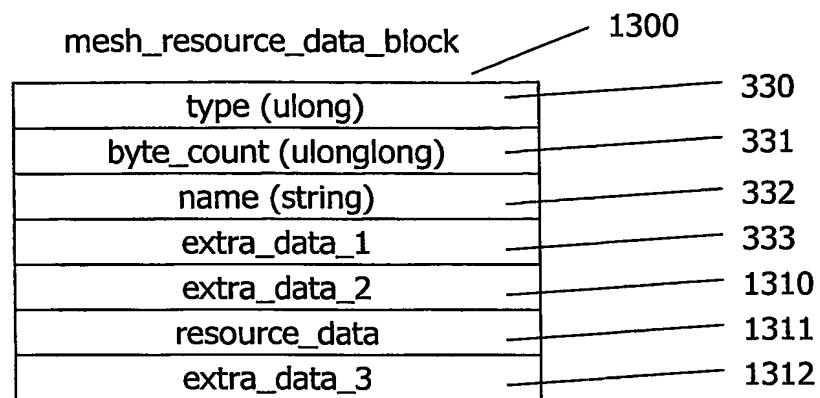 mesh_resource_data_block 1300
type (ulong) 330
byte_count (ulonglong) 331
name (string) 332
extra_data_1 333
extra_data_2 1310
resource_data 1311
extra_data_3 1312